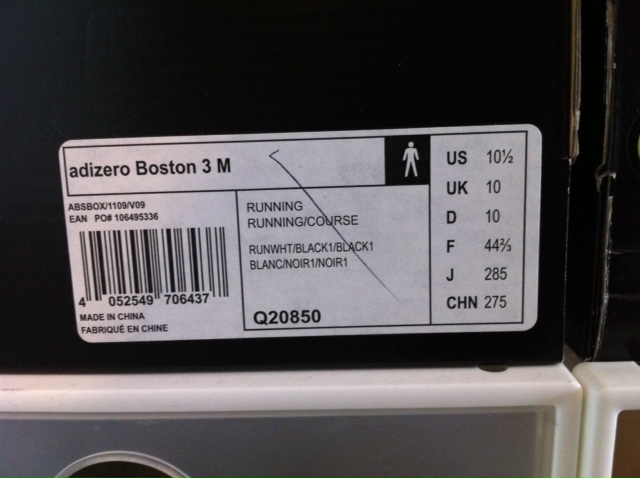 adizero Boston 3 M
ABSBOX/1109/V09
EAN PO# 106495336
4 052549 706437
MADE IN CHINA
FABRIQUÉ EN CHINE
RUNNING
RUNNING/COURSE
RUNWHT/BLACK1/BLACK1
BLANC/NOIR1/NOIR1
Q20850
US 10½
UK 10
D 10
F 44⅔
J 285
CHN 275